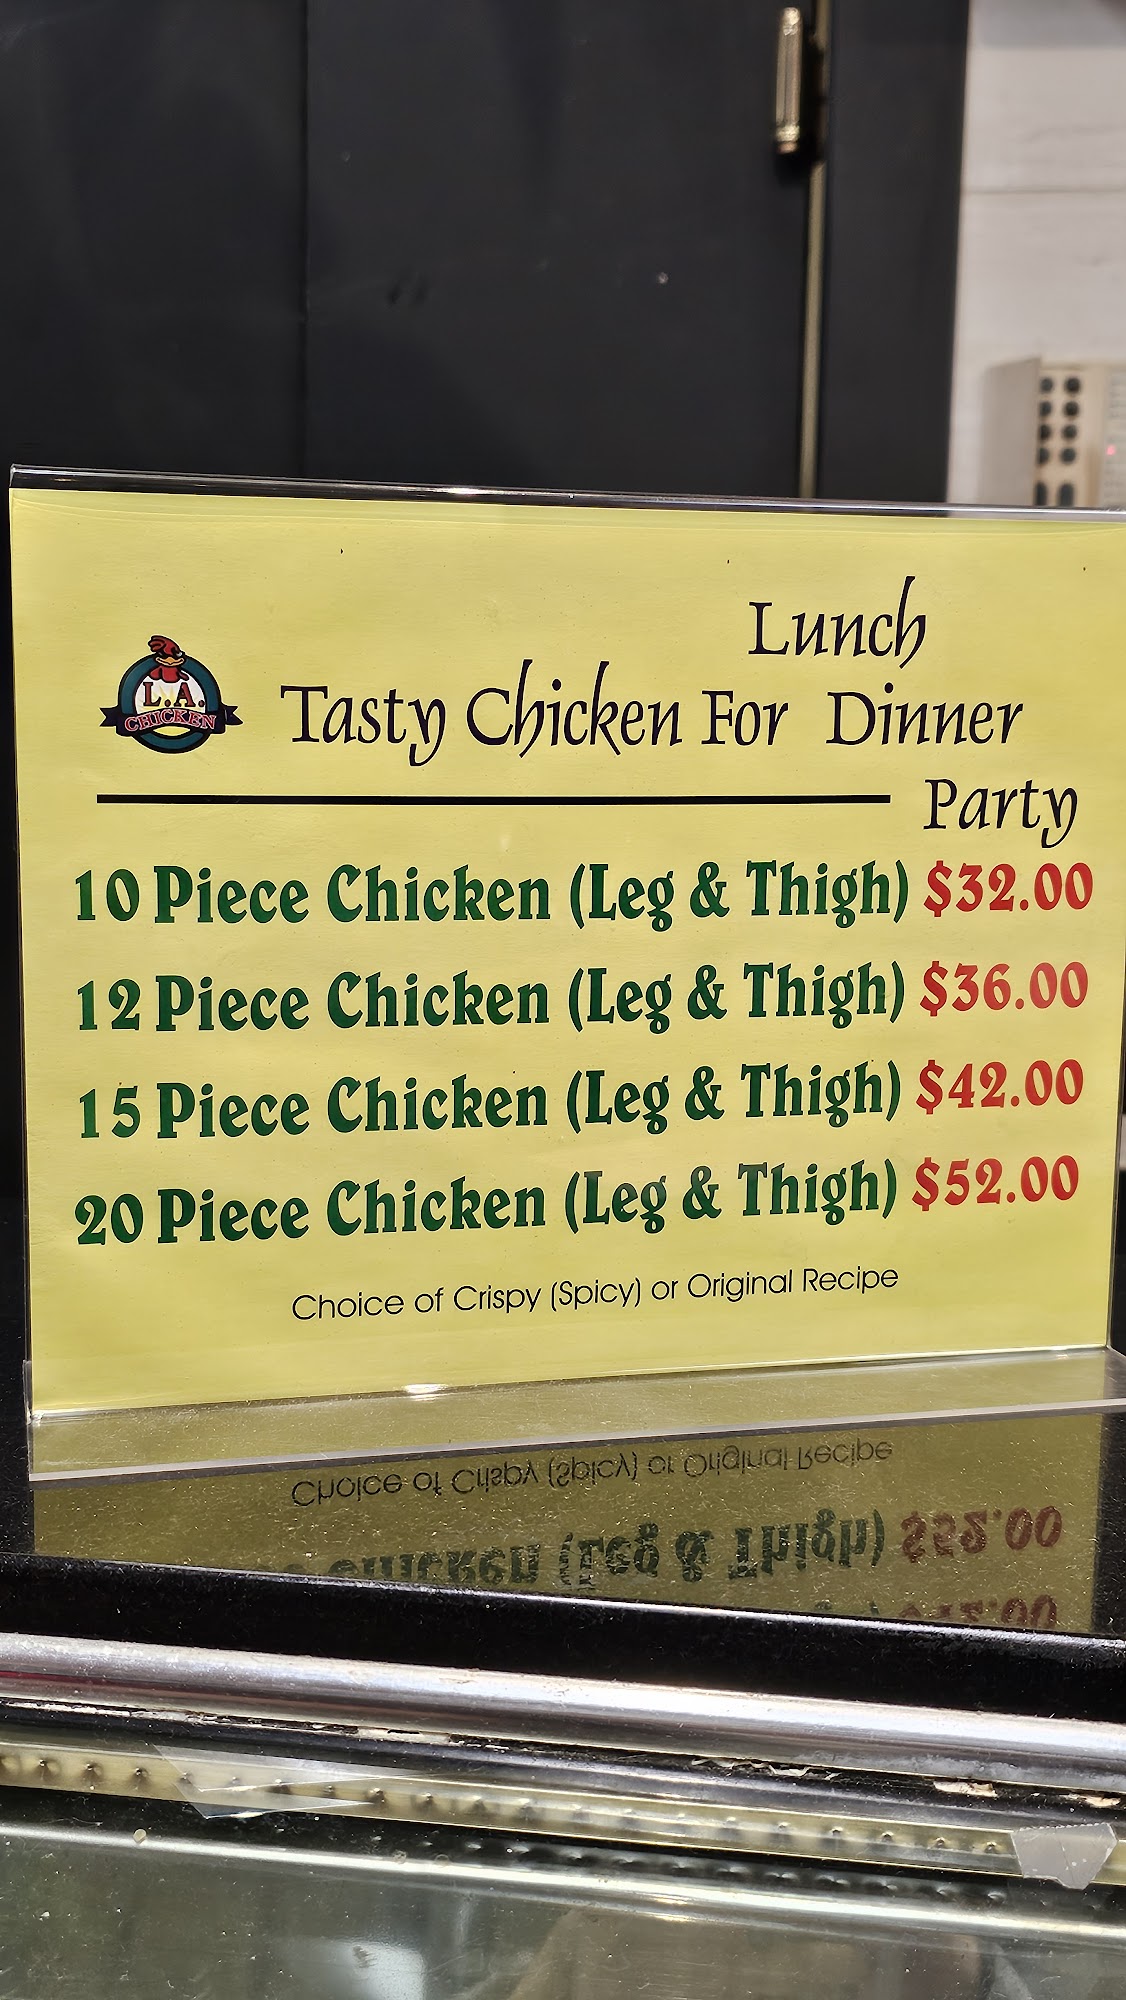 Lunch
L.A.
CHICKEN
Tasty Chicken For Dinner
Party
10 Piece Chicken (Leg & Thigh) $32.00
12 Piece Chicken (Leg & Thigh) $36.00
15 Piece Chicken (Leg & Thigh) $42.00
20 Piece Chicken (Leg & Thigh) $52.00
Choice of Crispy (Spicy) or Original Recipe